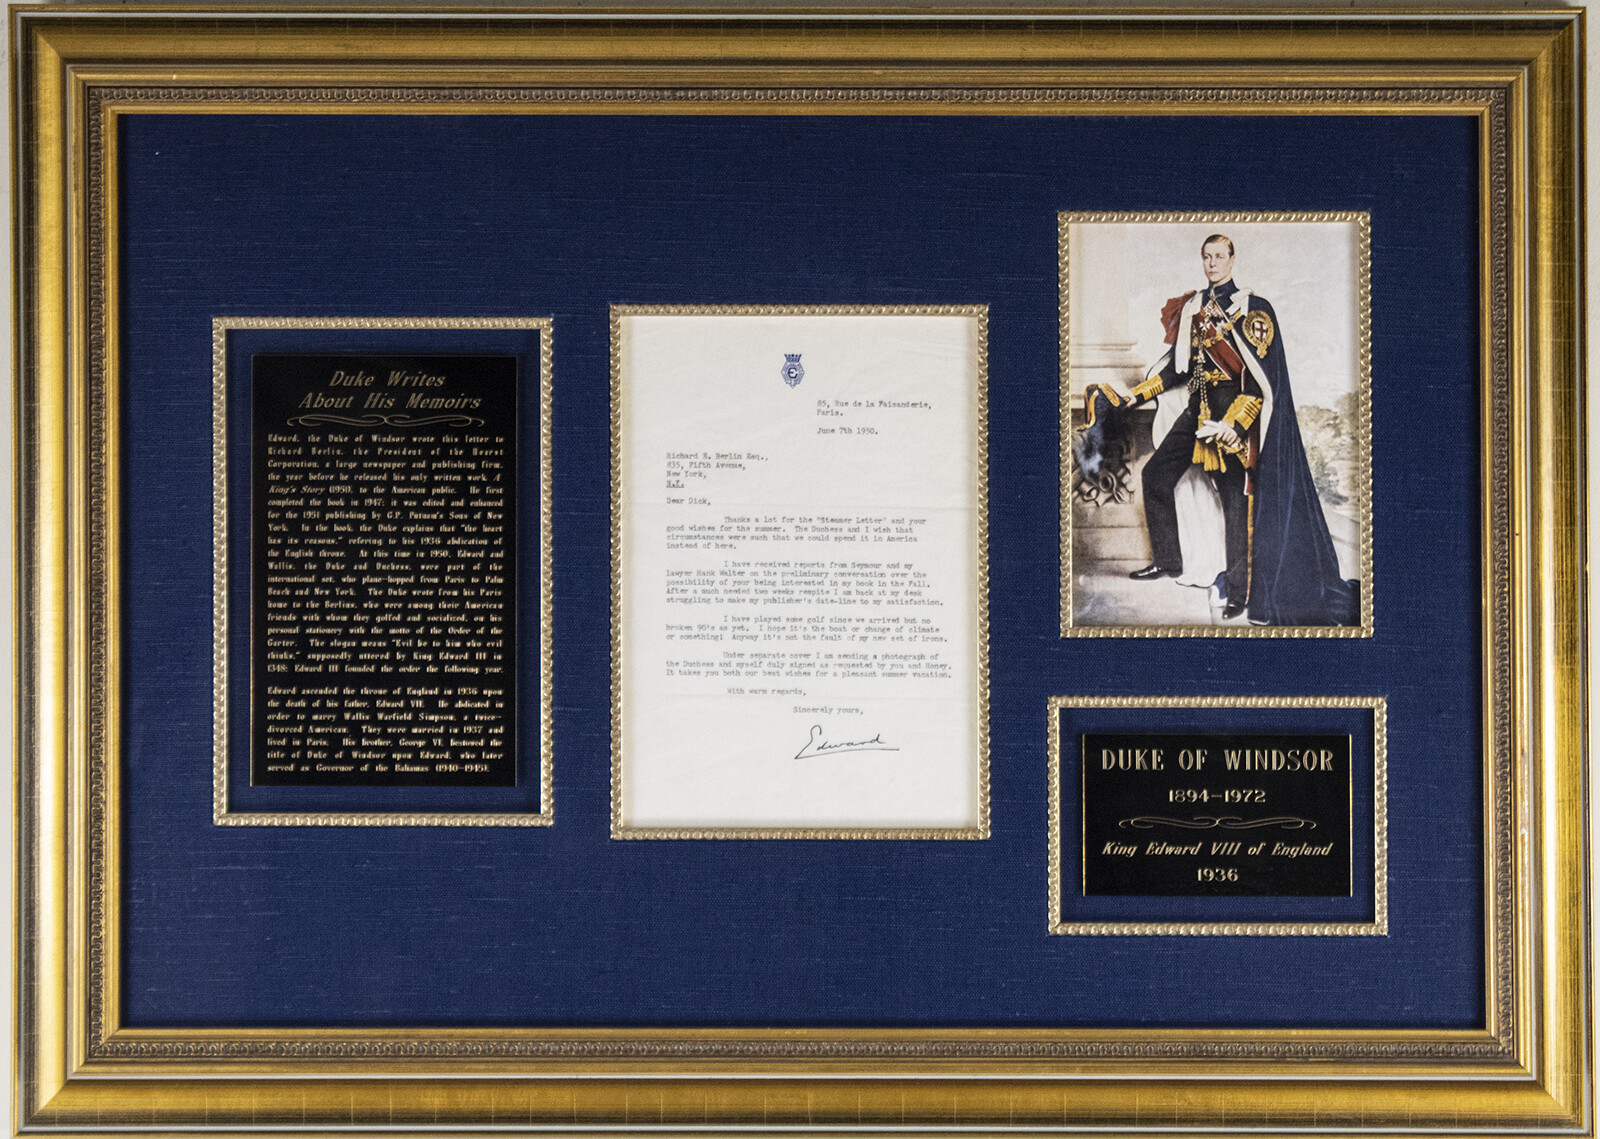 Duke Writes
About His Memoirs
Edward, the Duke of Windsor wrote this letter to
Richard Berlin, the President of the Hearst
Corporation, a large newspaper and publishing firm,
the year before he released his only written work A
King's Story (1951), to the American public. He first
completed the book in 1947; it was edited and enhanced
for the 1951 publishing by G.P. Putnam's Sons of New
York. In the book, the Duke explains that "the heart
has its reasons," referring to his 1936 abdication of
the English throne. At this time in 1950, Edward and
Wallis, the Duke and Duchess, were part of the
international set, who plane-hopped from Paris to Palm
Beach and New York. The Duke wrote from his Paris
home to the Berlins, who were among their American
friends with whom they golfed and socialized, on his
personal stationery with the motto of the Order of the
Garter. The slogan means "Evil be to him who evil
thinks," supposedly uttered by King Edward III in
1348; Edward III founded the order the following year.
Edward ascended the throne of England in 1936 upon
the death of his father, Edward VII. He abdicated in
order to marry Wallis Warfield Simpson, a twice-
divorced American. They were married in 1937 and
lived in Paris. His brother, George VI, bestowed the
title of Duke of Windsor upon Edward, who later
served as Governor of the Bahamas (1940-1945).
E
85, Rue de la Faisanderie,
Paris.
June 7th 1950.
Richard E. Berlin Esq.,
835, Fifth Avenue,
New York,
N.Y.
Dear Dick,
Thanks a lot for the "Steamer Letter" and your
good wishes for the summer. The Duchess and I wish that
circumstances were such that we could spend it in America
instead of here.
I have received reports from Seymour and my
lawyer Hank Walter on the preliminary conversation over the
possibility of your being interested in my book in the Fall.
After a much needed two weeks respite I am back at my desk
struggling to make my publisher's date-line to my satisfaction.
I have played some golf since we arrived but no
broken 90's as yet. I hope it's the boat or change of climate
or something! Anyway it's not the fault of my new set of irons.
Under separate cover I am sending a photograph of
the Duchess and myself duly signed as requested by you and Honey.
It takes you both our best wishes for a pleasant summer vacation.
With warm regards,
Sincerely yours,
Edward
DUKE OF WINDSOR
1894-1972
King Edward VIII of England
1936